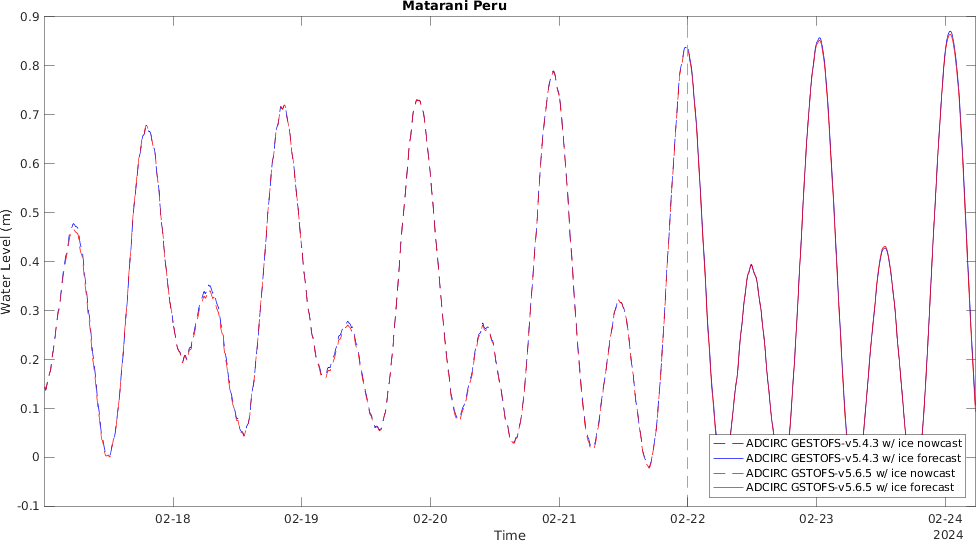 Matarani Peru
0.9
0.8
0.7
0.6
0.5
0.4
0.3
0.2
0.1
0
-0.1
Water Level (m)
02-18 02-19 02-20 02-21 02-22 02-23 02-24
Time
2024
ADCIRC GESTOFS-v5.4.3 w/ ice nowcast
ADCIRC GESTOFS-v5.4.3 w/ ice forecast
ADCIRC GSTOFS-v5.6.5 w/ ice nowcast
ADCIRC GSTOFS-v5.6.5 w/ ice forecast